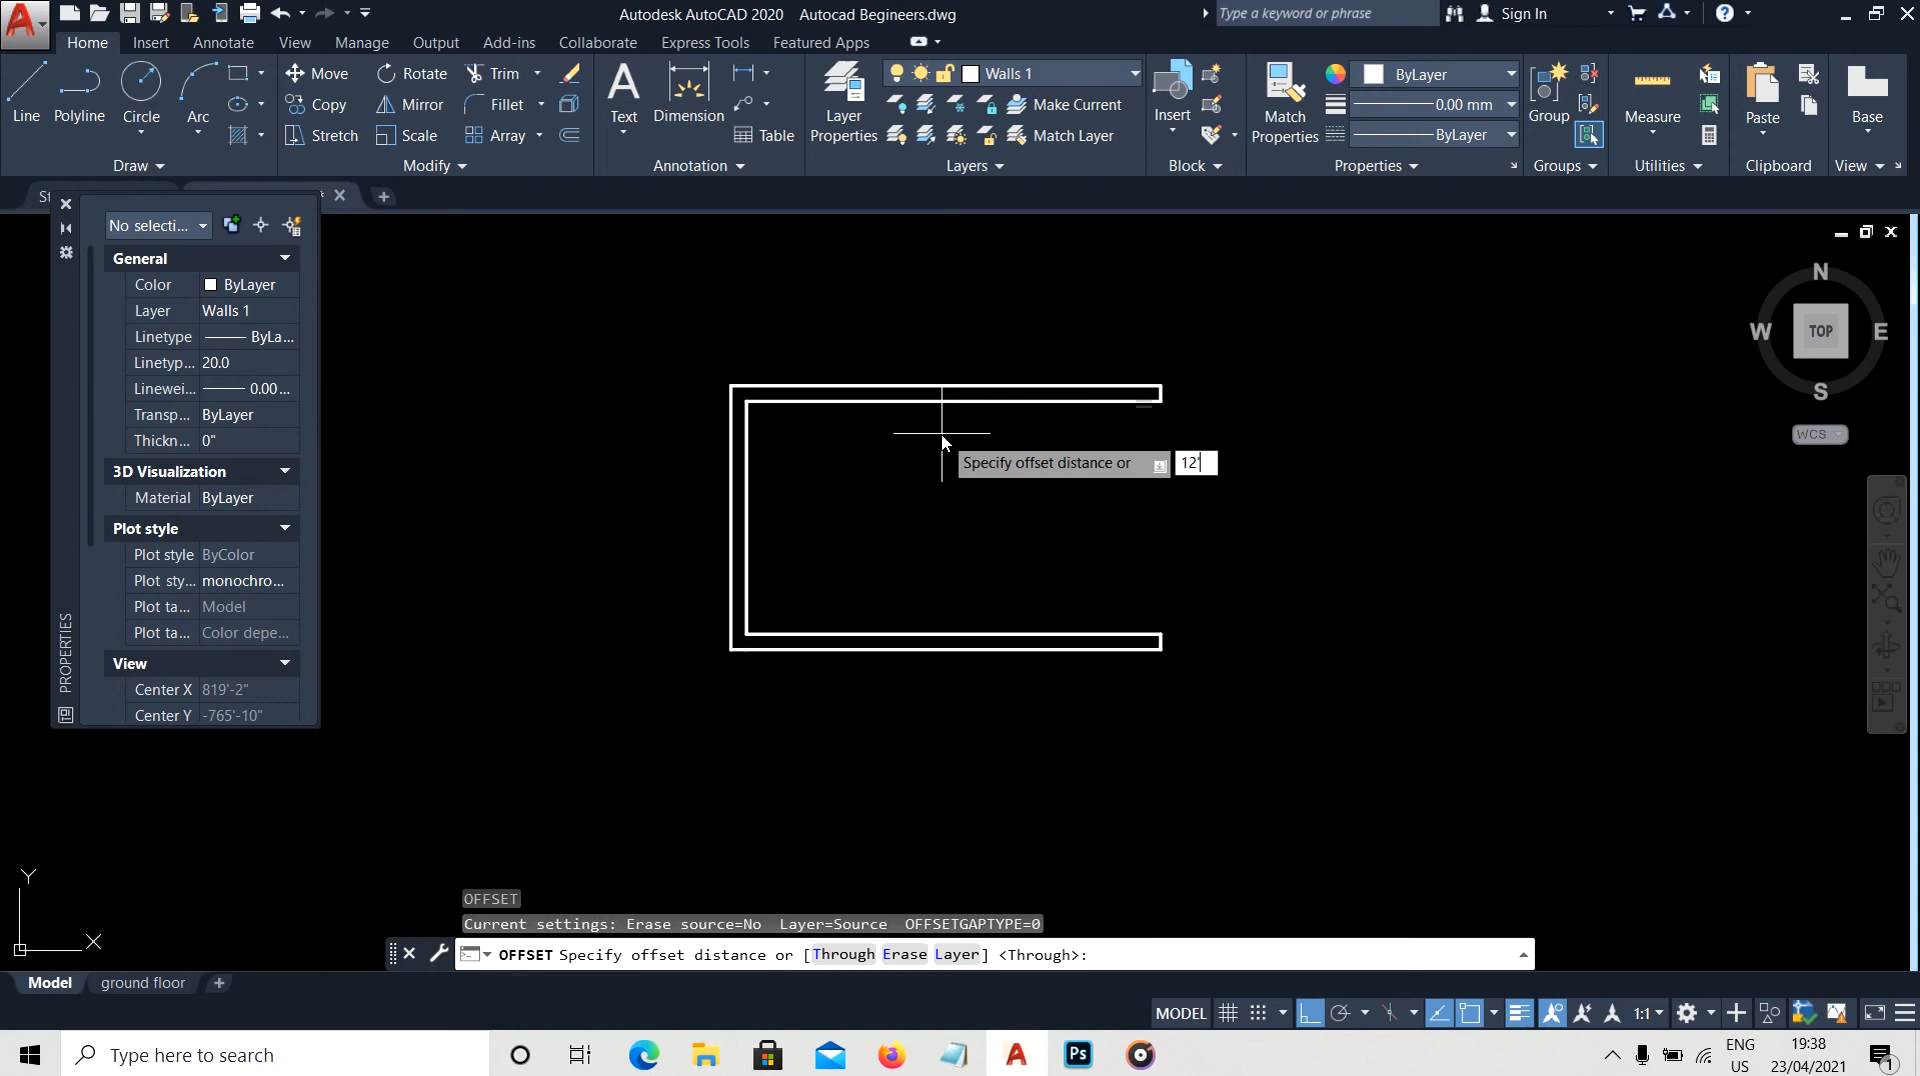 Autodesk AutoCAD 2020 Autocad Begineers.dwg
Type a keyword or phrase
Sign In
Home Insert Annotate View Manage Output Add-ins Collaborate Express Tools Featured Apps
Line Polyline Circle Arc
Move Rotate Trim
Copy Mirror Fillet
Stretch Scale Array
Text Dimension Table
Layer Properties
Walls 1
Make Current
Match Layer
Insert
Match Properties
ByLayer
0.00 mm
ByLayer
Group
Measure
Paste
Base
Draw Modify Annotation Layers Block Properties Groups Utilities Clipboard View
St
No selecti...
General
Color ByLayer
Layer Walls 1
Linetype ByLa...
Linetyp... 20.0
Linewei... 0.00...
Transp... ByLayer
Thickn... 0"
3D Visualization
Material ByLayer
Plot style
Plot style ByColor
Plot sty... monochro...
Plot ta... Model
Plot ta... Color depe...
View
Center X 819'-2"
Center Y -765'-10"
PROPERTIES
N
W TOP E
S
WCS
Specify offset distance or 12'
Y
X
OFFSET
Current settings: Erase source=No Layer=Source OFFSETGAPTYPE=0
OFFSET Specify offset distance or [Through Erase Layer] <Through>:
Model ground floor
MODEL 1:1
Type here to search
Ps
ENG
US
19:38
23/04/2021
1